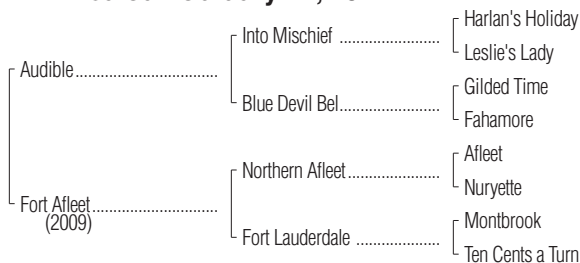 Harlan's Holiday
Into Mischief ........................
Leslie's Lady
Audible..................................
Gilded Time
Blue Devil Bel........................
Fahamore
Afleet
Northern Afleet......................
Nuryette
Fort Afleet..............................
(2009)
Montbrook
Fort Lauderdale ....................
Ten Cents a Turn